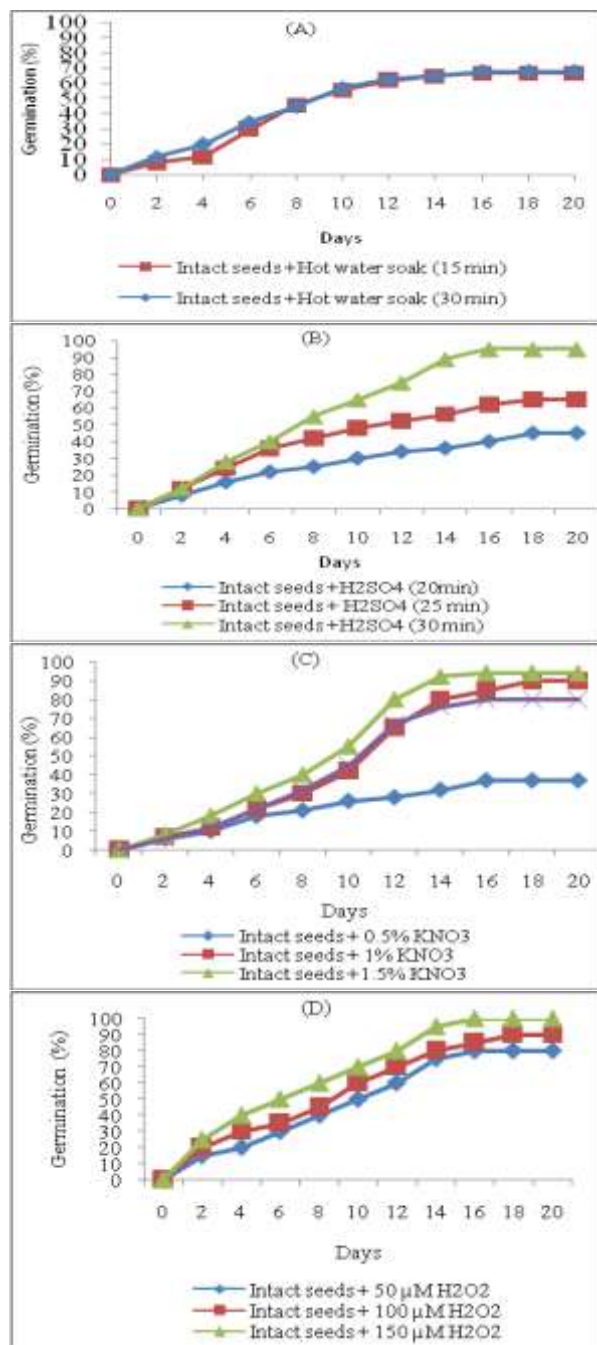 (A)
Germination (%)
100
90
80
70
60
50
40
30
20
10
0
0 2 4 6 8 10 12 14 16 18 20
Days
Intact seeds+Hot water soak (15 min)
Intact seeds+Hot water soak (30 min)
(B)
Germination (%)
100
90
80
70
60
50
40
30
20
10
0
0 2 4 6 8 10 12 14 16 18 20
Days
Intact seeds+H2SO4 (20min)
Intact seeds+ H2SO4 (25 min)
Intact seeds+H2SO4 (30 min)
(C)
Germination (%)
100
90
80
70
60
50
40
30
20
10
0
0 2 4 6 8 10 12 14 16 18 20
Days
Intact seeds+ 0.5% KNO3
Intact seeds+ 1% KNO3
Intact seeds+1.5% KNO3
(D)
Germination (%)
100
90
80
70
60
50
40
30
20
10
0
0 2 4 6 8 10 12 14 16 18 20
Days
Intact seeds+ 50 µM H2O2
Intact seeds+ 100 µM H2O2
Intact seeds+ 150 µM H2O2